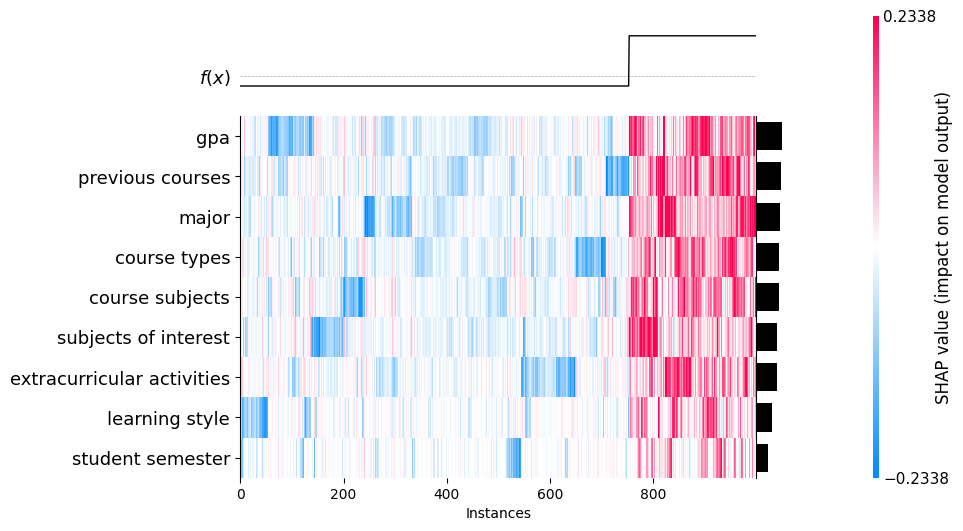 0.2338
f(x)
gpa
previous courses
major
course types
course subjects
subjects of interest
extracurricular activities
learning style
student semester
0 200 400 600 800
Instances
SHAP value (impact on model output)
−0.2338